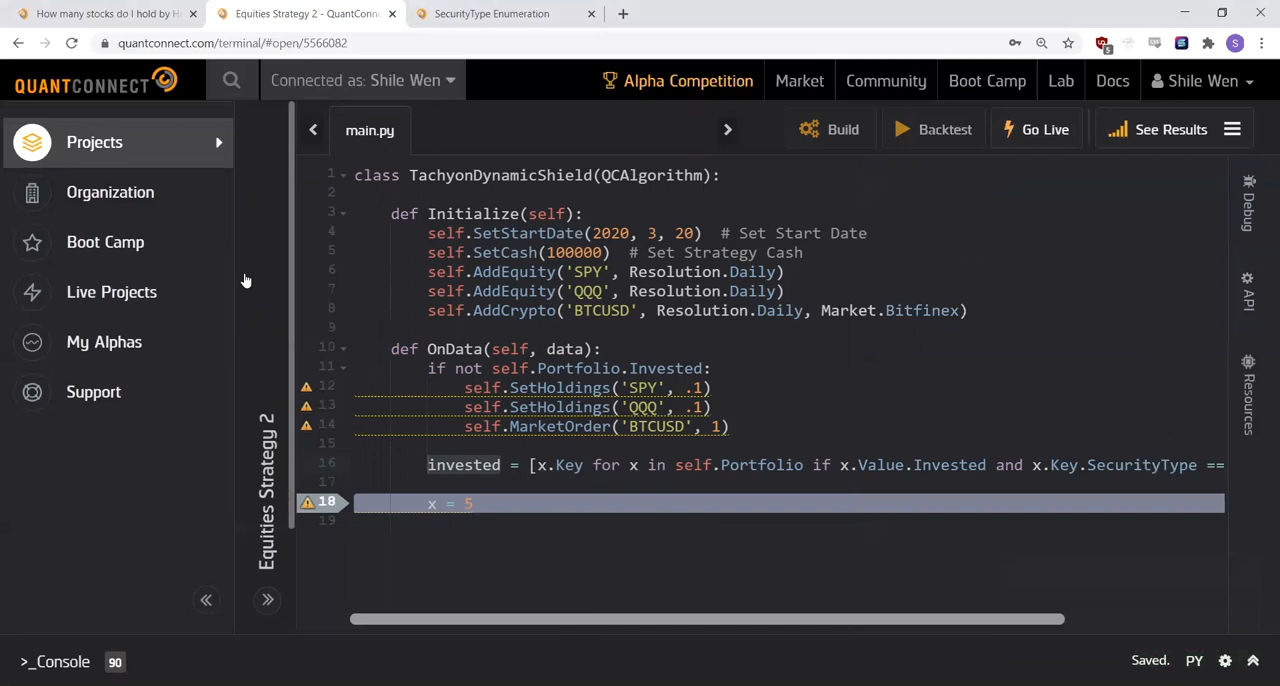 How many stocks do I hold by H
Equities Strategy 2 - QuantConn
SecurityType Enumeration
quantconnect.com/terminal/#open/5566082
5
S
QUANTCONNECT
Connected as: Shile Wen
Alpha Competition
Market
Community
Boot Camp
Lab
Docs
Shile Wen
Projects
Organization
Boot Camp
Live Projects
My Alphas
Support
Equities Strategy 2
main.py
Build
Backtest
Go Live
See Results
1 class TachyonDynamicShield(QCAlgorithm):
2
3 def Initialize(self):
4 self.SetStartDate(2020, 3, 20)  # Set Start Date
5 self.SetCash(100000)  # Set Strategy Cash
6 self.AddEquity('SPY', Resolution.Daily)
7 self.AddEquity('QQQ', Resolution.Daily)
8 self.AddCrypto('BTCUSD', Resolution.Daily, Market.Bitfinex)
9
10 def OnData(self, data):
11 if not self.Portfolio.Invested:
12 self.SetHoldings('SPY', .1)
13 self.SetHoldings('QQQ', .1)
14 self.MarketOrder('BTCUSD', 1)
15
16 invested = [x.Key for x in self.Portfolio if x.Value.Invested and x.Key.SecurityType ==
17
18 x = 5
19
Debug
API
Resources
>_Console 90
Saved.
PY